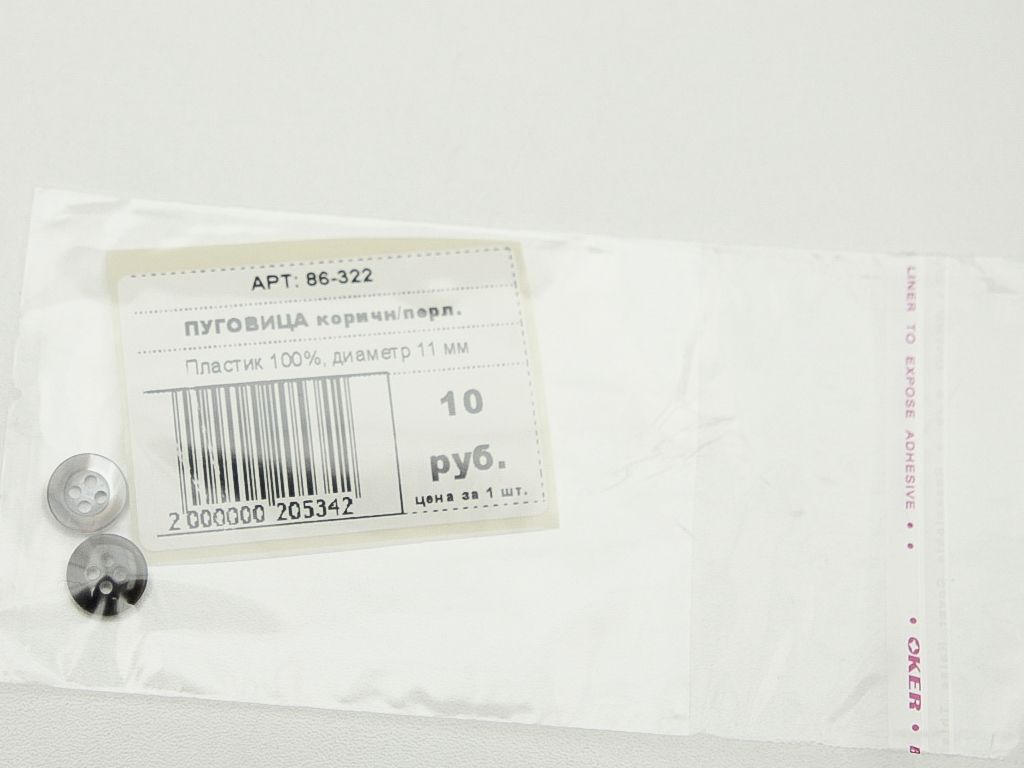 АРТ: 86-322
ПУГОВИЦА коричн/перл.
Пластик 100%, диаметр 11 мм
10
руб.
цена за 1 шт.
2 000000 205342
LINER TO EXPOSE ADHESIVE • •
• OKER •